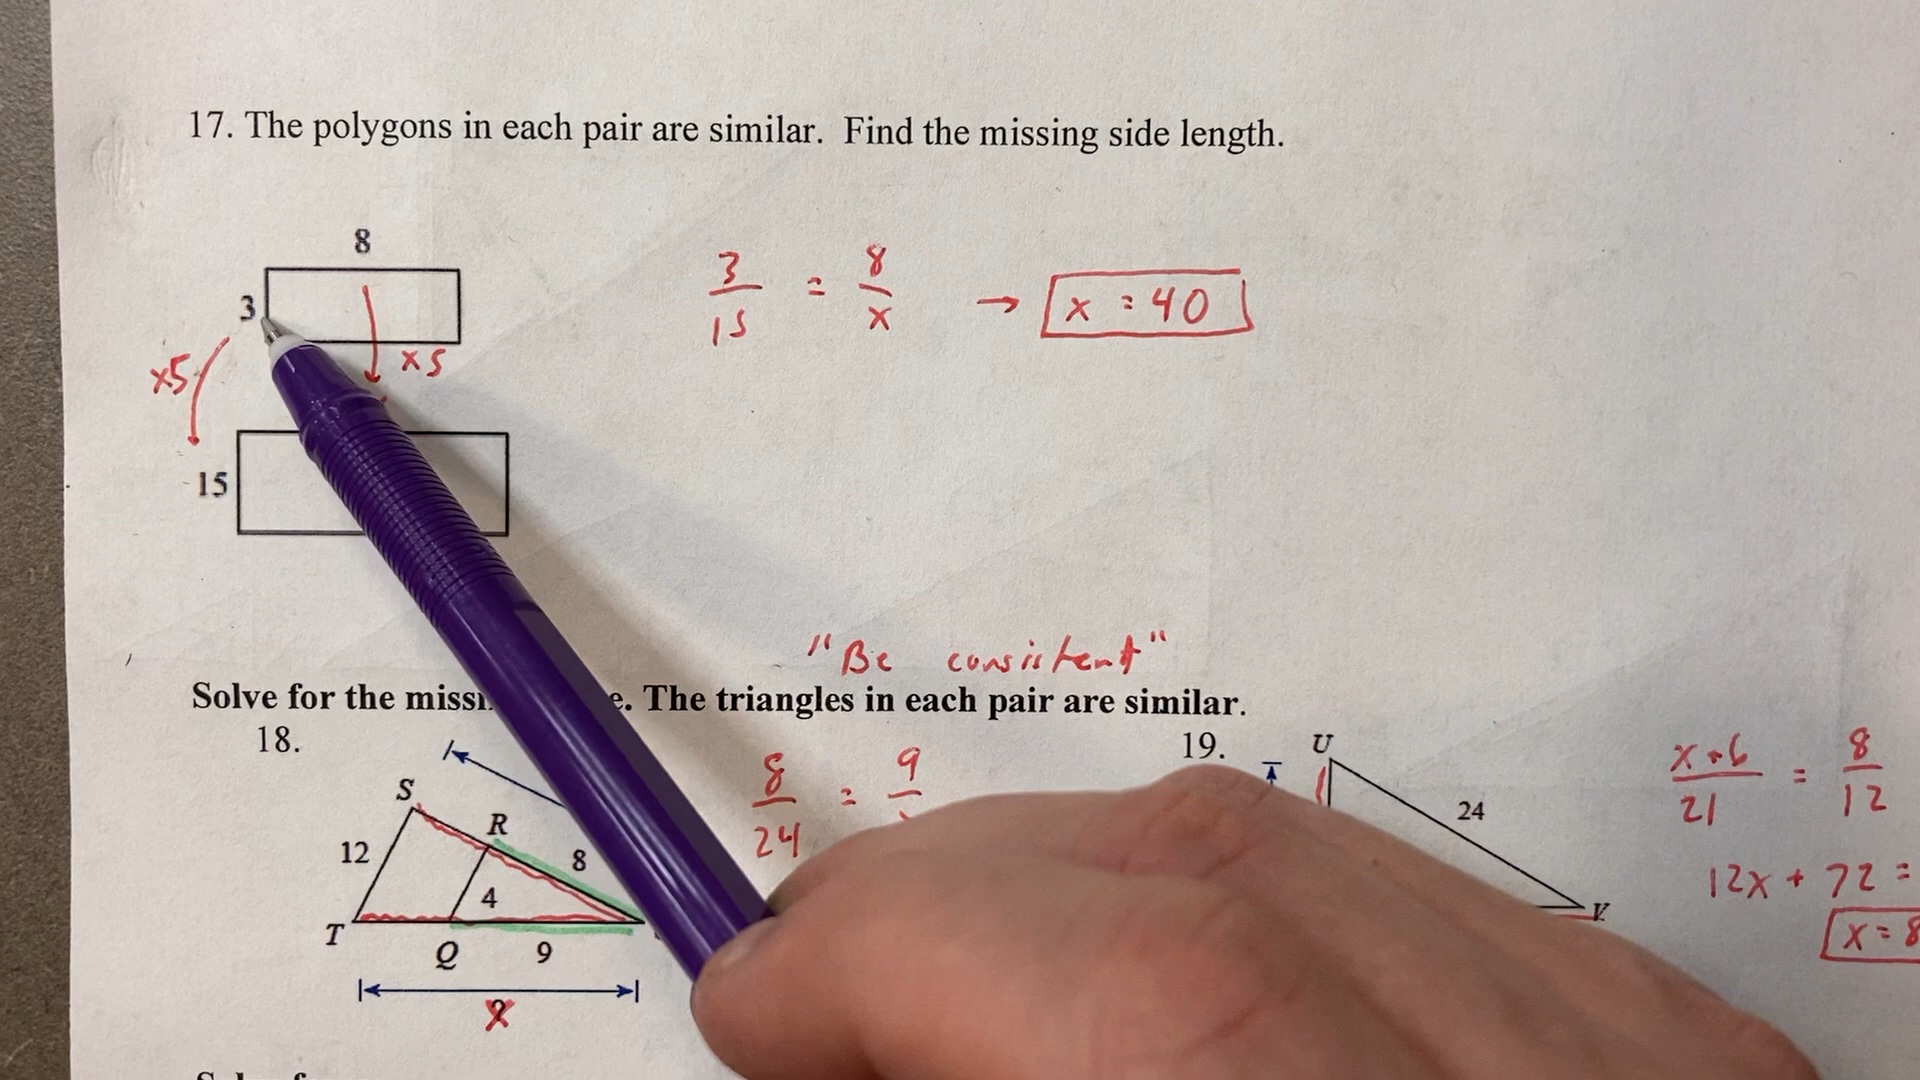 17. The polygons in each pair are similar. Find the missing side length.
8
3
x5
x5
15
3/15 = 8/x → x = 40
"Be consistent"
Solve for the The triangles in each pair are similar.
18.
S
R
12
8
4
T
Q
9
x
8/24 = 9
19.
U
24
V
x+6/21 = 8/12
12x + 72 =
x = 8